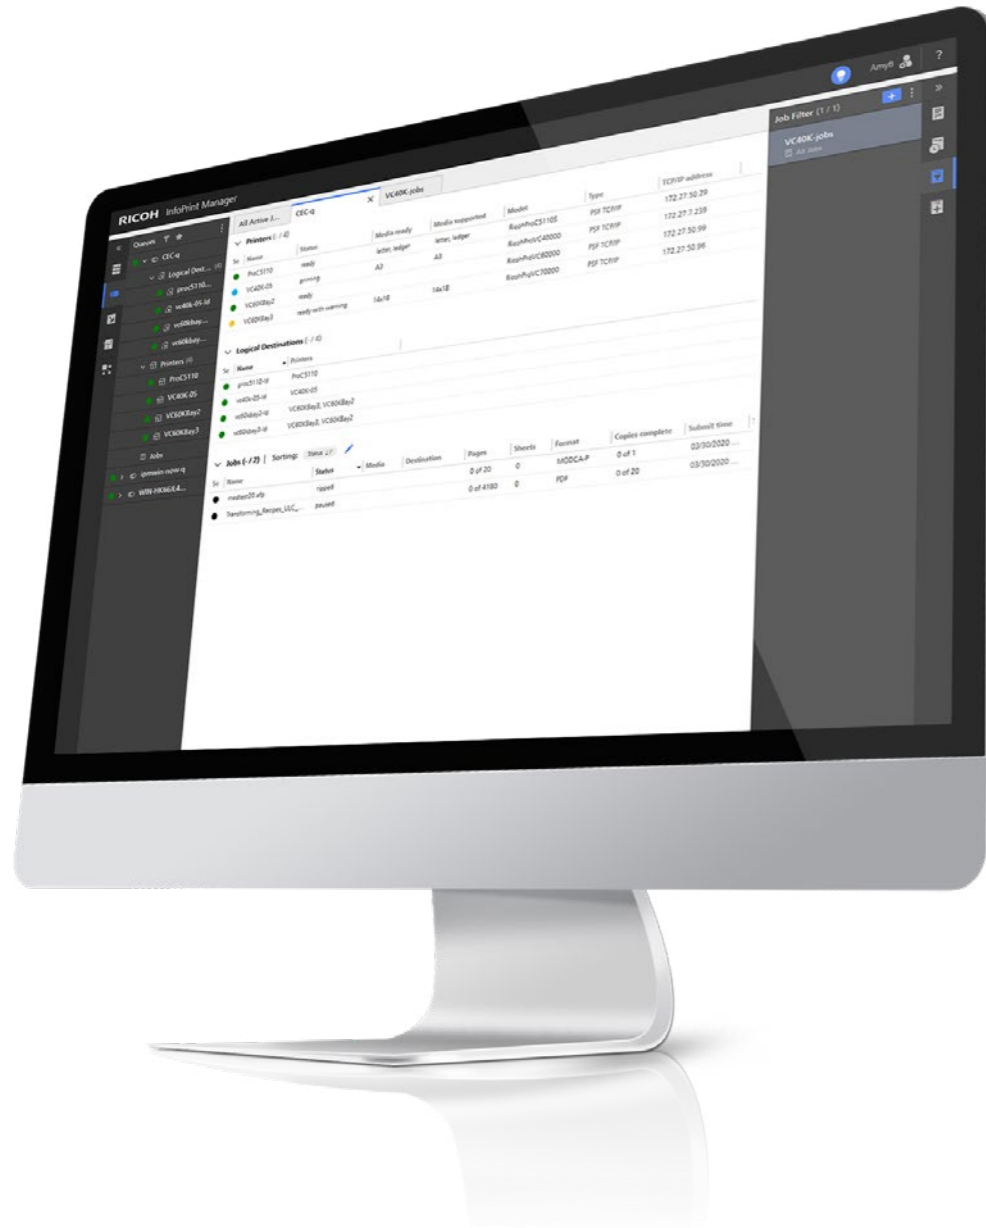 AmyB ?
RICOH InfoPrint Manager
Queues
CEC-q
Logical Dest... (4)
proc5110...
vc40k-05-ld
vc60kbay...
vc60kbay...
Printers (4)
ProC5110
VC40K-05
VC60KBay2
VC60KBay3
Jobs
ipmwin-now-q
All Active J... CEC-q VC40K-jobs
Printers (- / 4)
Se Name Status Media ready Media supported Model Type TCP/IP address
ProC5110 ready letter, ledger letter, ledger RicohProC5110S PSF TCP/IP 172.27.50.29
VC40K-05 printing A3 A3 RicohProVC40000 PSF TCP/IP 172.27.7.239
VC60KBay2 ready RicohProVC60000 PSF TCP/IP 172.27.50.99
VC60KBay3 ready with warning 14x18 14x18 RicohProVC70000 PSF TCP/IP 172.27.50.96
Logical Destinations (- / 4)
Se Name Printers
proc5110-ld ProC5110
vc40k-05-ld VC40K-05
vc60kbay2-ld VC60KBay3, VC60KBay2
vc60kbay3-ld VC60KBay3, VC60KBay2
Jobs (- / 2) Sorting: Status
Se Name Status Media Destination Pages Sheets Format Copies complete Submit time
ripped 0 of 20 0 MODCA-P 0 of 1 03/30/2020 ...
Transforming_Recipes_ULC_... paused 0 of 4180 0 PDF 0 of 20 03/30/2020 ...
Job Filter (1 / 1)
VC40K-jobs
All Jobs